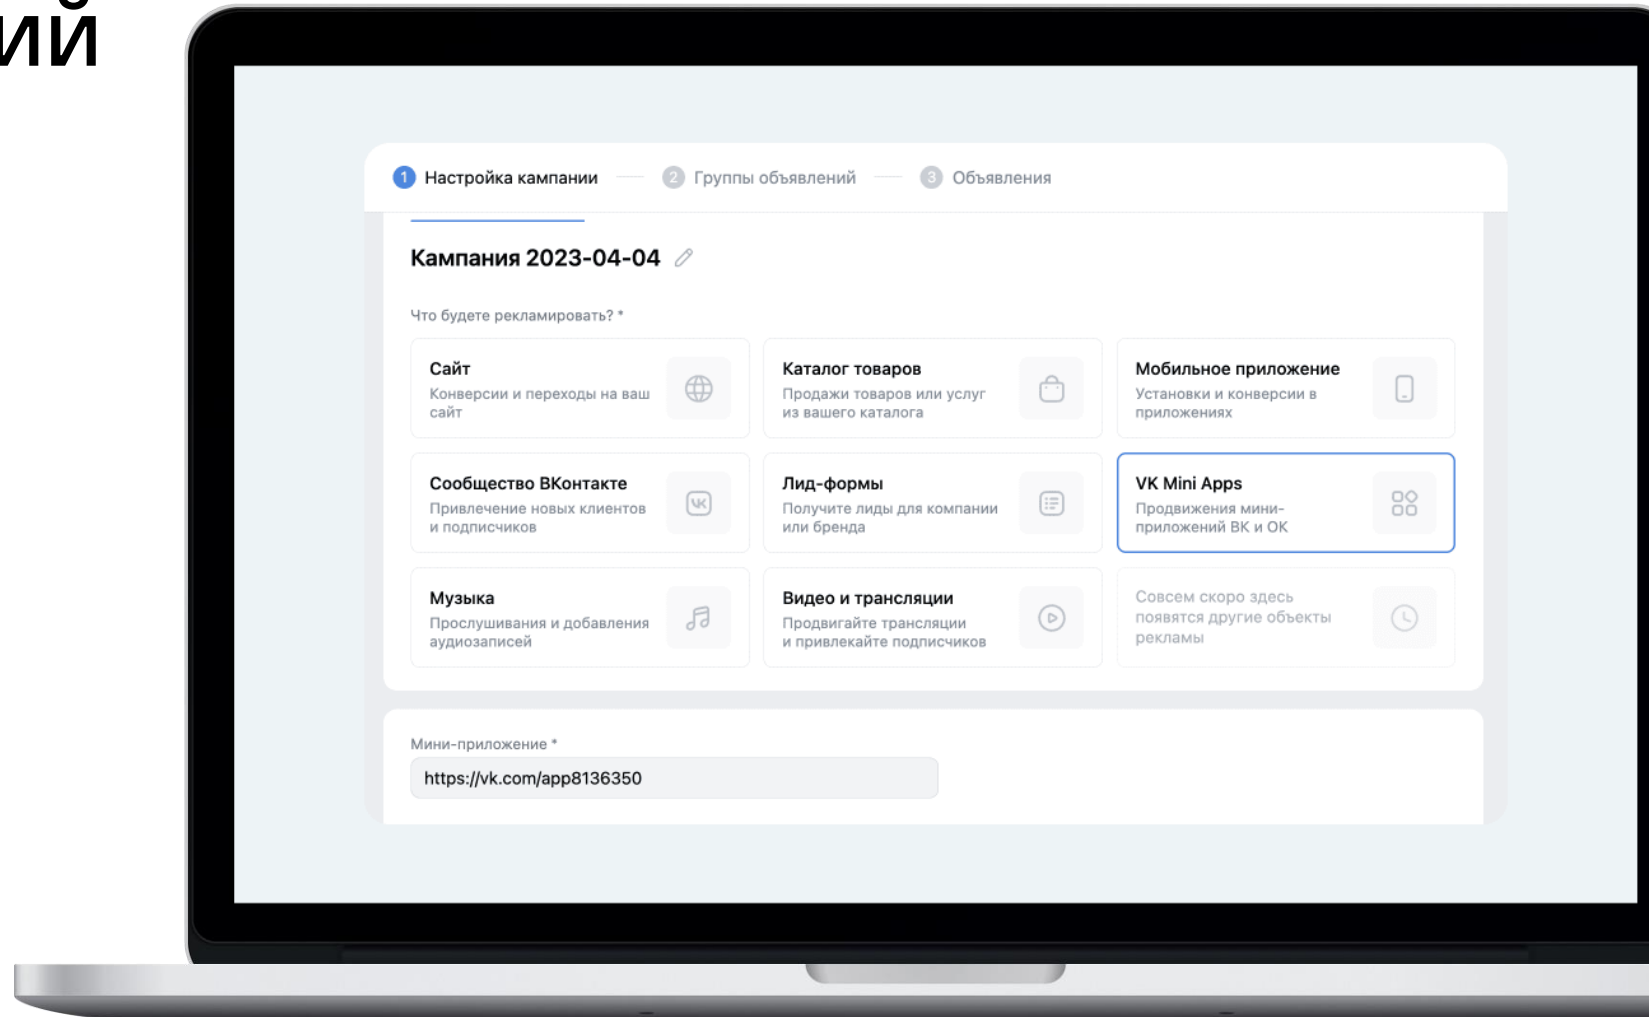 1 Настройка кампании — 2 Группы объявлений — 3 Объявления
Кампания 2023-04-04
Что будете рекламировать? *
Сайт
Конверсии и переходы на ваш
сайт
Каталог товаров
Продажи товаров или услуг
из вашего каталога
Мобильное приложение
Установки и конверсии в
приложениях
Сообщество ВКонтакте
Привлечение новых клиентов
и подписчиков
Лид-формы
Получите лиды для компании
или бренда
VK Mini Apps
Продвижения мини-
приложений ВК и ОК
Музыка
Прослушивания и добавления
аудиозаписей
Видео и трансляции
Продвигайте трансляции
и привлекайте подписчиков
Совсем скоро здесь
появятся другие объекты
рекламы
Мини-приложение *
https://vk.com/app8136350